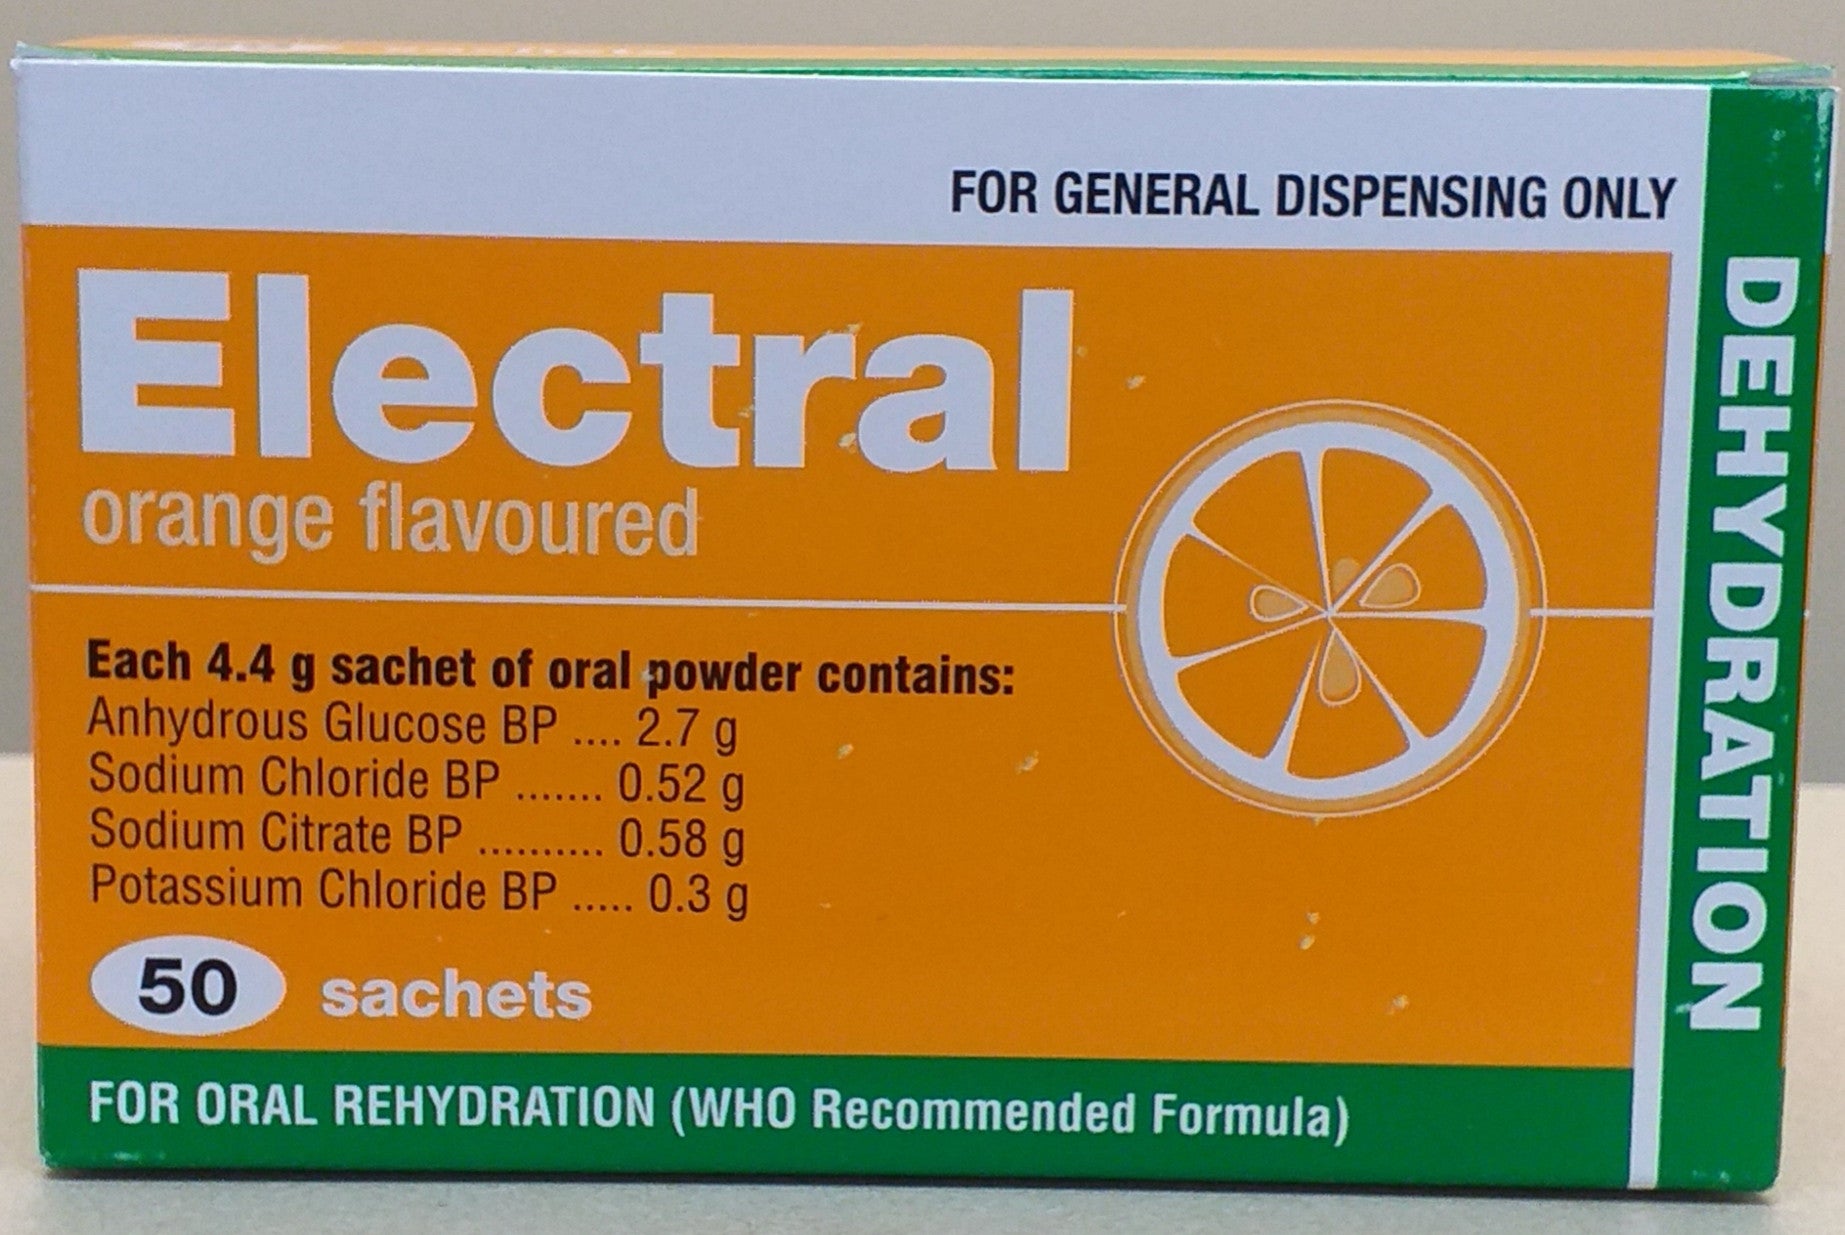 FOR GENERAL DISPENSING ONLY
Electral
orange flavoured
Each 4.4 g sachet of oral powder contains:
Anhydrous Glucose BP .... 2.7 g
Sodium Chloride BP ....... 0.52 g
Sodium Citrate BP .......... 0.58 g
Potassium Chloride BP ..... 0.3 g
50 sachets
FOR ORAL REHYDRATION (WHO Recommended Formula)
DEHYDRATION